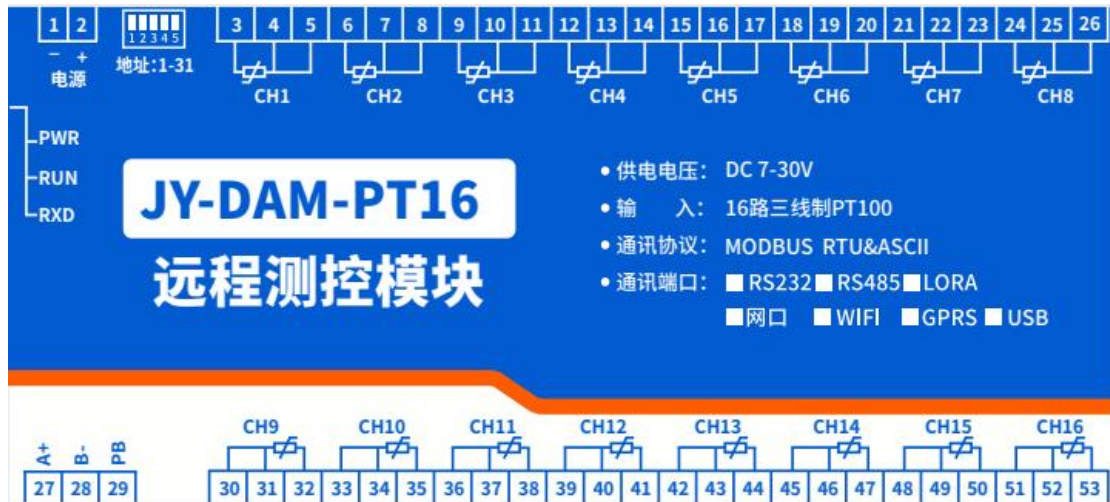 1 2 1 2 3 4 5 3 4 5 6 7 8 9 10 11 12 13 14 15 16 17 18 19 20 21 22 23 24 25 26
− +
电源 地址:1-31
CH1 CH2 CH3 CH4 CH5 CH6 CH7 CH8
PWR
RUN
RXD
JY-DAM-PT16
远程测控模块
• 供电电压： DC 7-30V
• 输 入： 16路三线制PT100
• 通讯协议： MODBUS RTU&ASCII
• 通讯端口： RS232 RS485 LORA
网口 WIFI GPRS USB
CH9 CH10 CH11 CH12 CH13 CH14 CH15 CH16
A+ B- PB
27 28 29 30 31 32 33 34 35 36 37 38 39 40 41 42 43 44 45 46 47 48 49 50 51 52 53